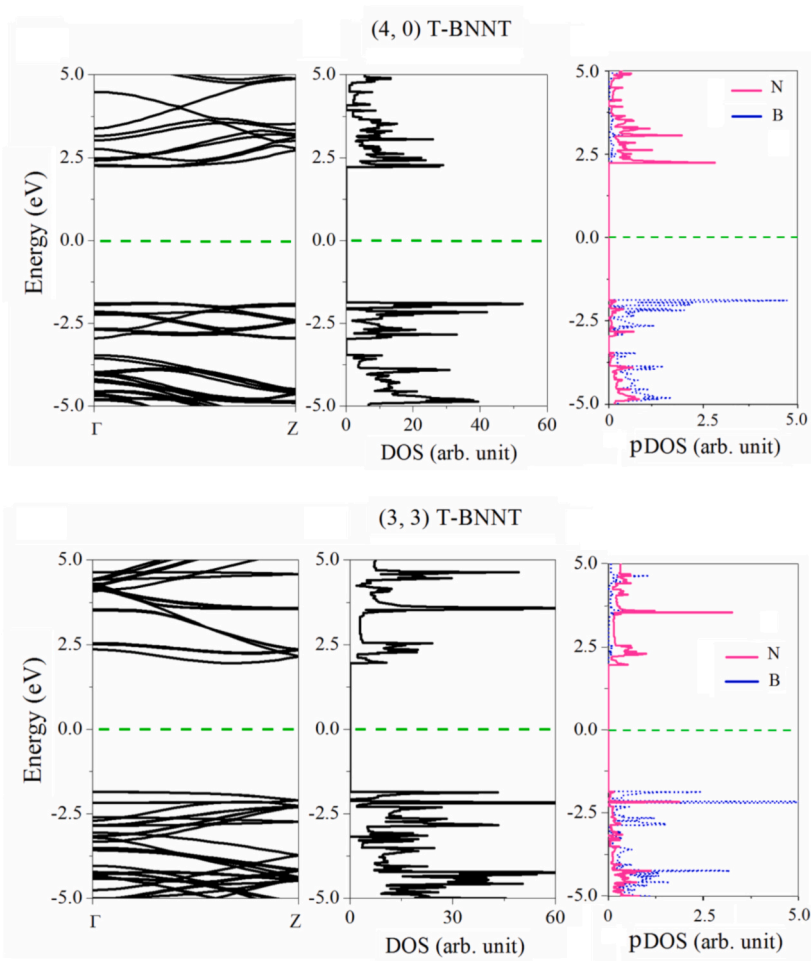 (4, 0) T-BNNT
Energy (eV)
5.0
2.5
0.0
-2.5
-5.0
Γ
Z
5.0
2.5
0.0
-2.5
-5.0
0
20
40
60
DOS (arb. unit)
5.0
2.5
0.0
-2.5
-5.0
N
B
0.0
2.5
5.0
pDOS (arb. unit)
(3, 3) T-BNNT
Energy (eV)
5.0
2.5
0.0
-2.5
-5.0
Γ
Z
5.0
2.5
0.0
-2.5
-5.0
0
30
60
DOS (arb. unit)
5.0
2.5
0.0
-2.5
-5.0
N
B
0.0
2.5
5.0
pDOS (arb. unit)